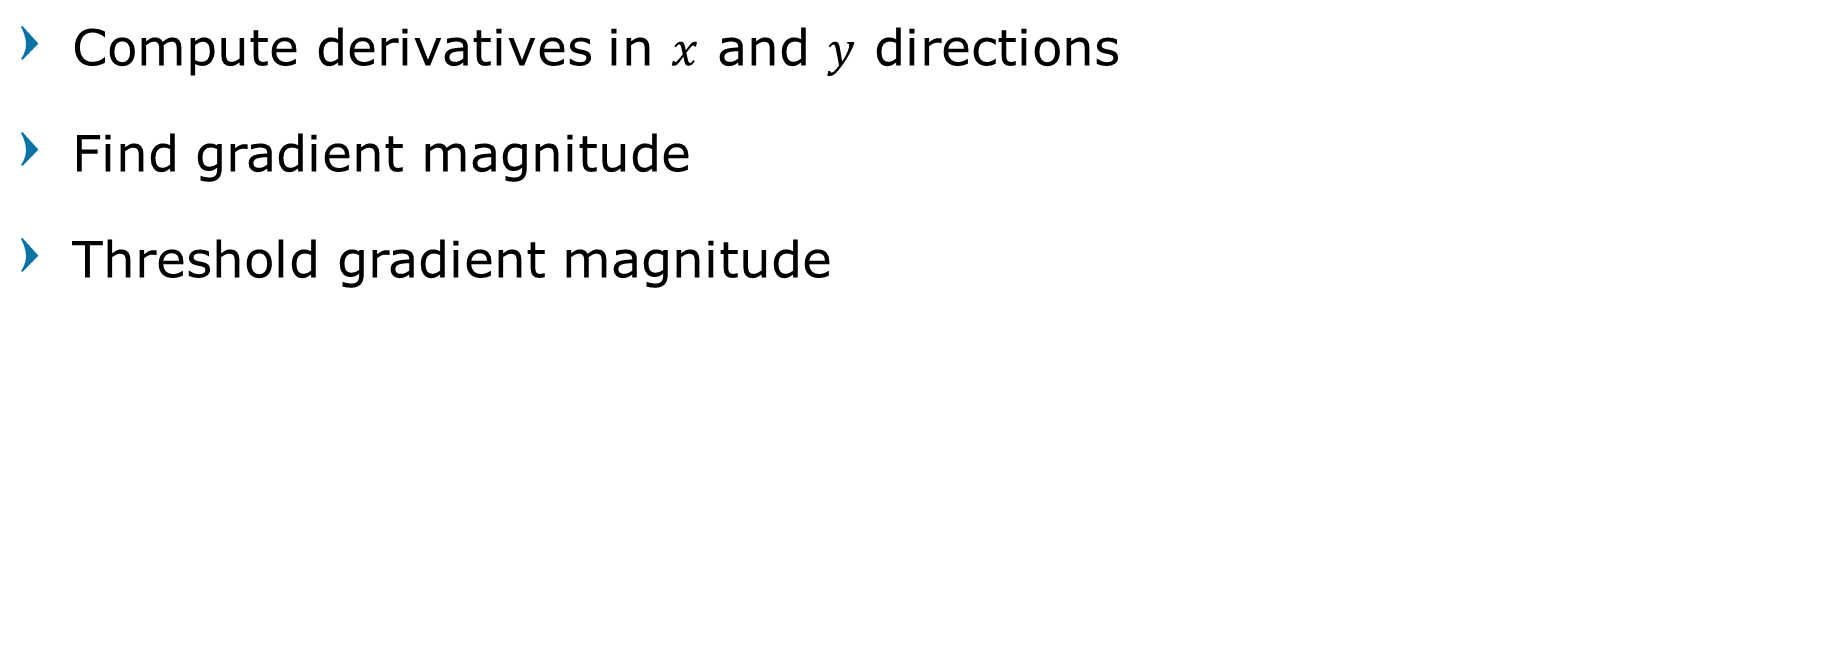 Compute derivatives in x and y directions
Find gradient magnitude
Threshold gradient magnitude